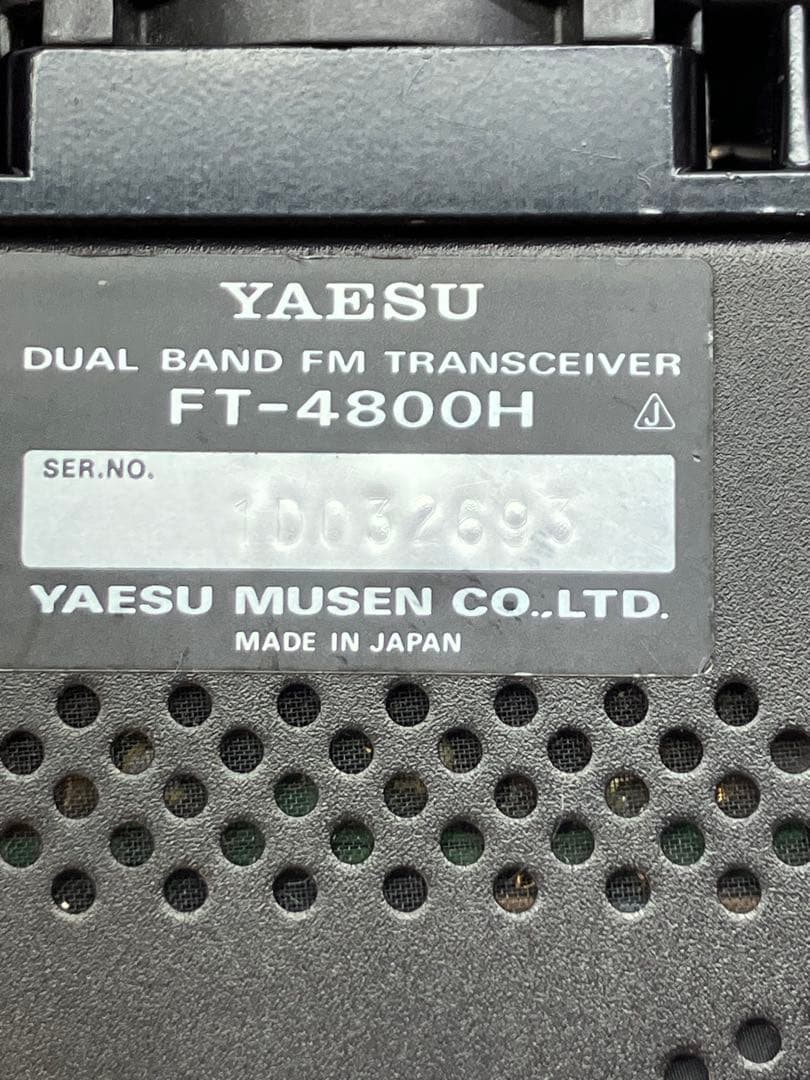 YAESU
DUAL BAND FM TRANSCEIVER
FT-4800H
J
SER.NO.
1D032693
YAESU MUSEN CO.,LTD.
MADE IN JAPAN